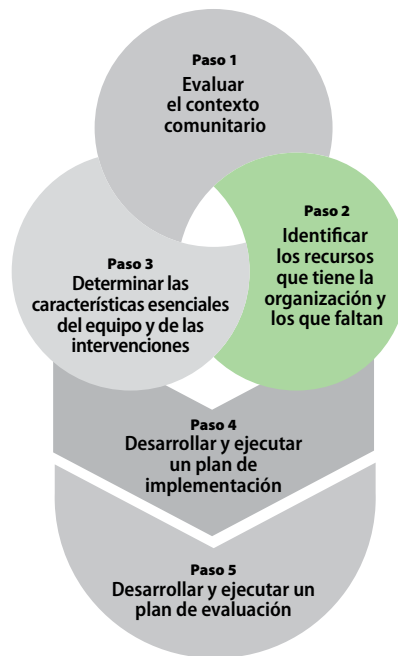 Paso 1
Evaluar
el contexto
comunitario
Paso 2
Identificar
los recursos
que tiene la
organización y
los que faltan
Paso 3
Determinar las
características esenciales
del equipo y de las
intervenciones
Paso 4
Desarrollar y ejecutar
un plan de
implementación
Paso 5
Desarrollar y ejecutar un
plan de evaluación